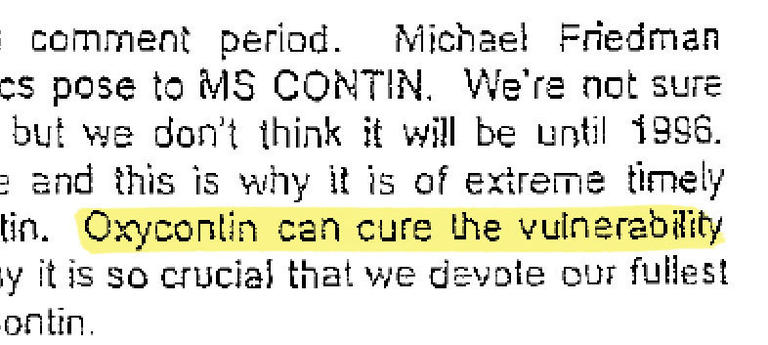 comment period. Michael Friedman
cs pose to MS CONTIN. We're not sure
but we don't think it will be until 1996.
e and this is why it is of extreme timely
tin. Oxycontin can cure the vulnerability
y it is so crucial that we devote our fullest
ontin.